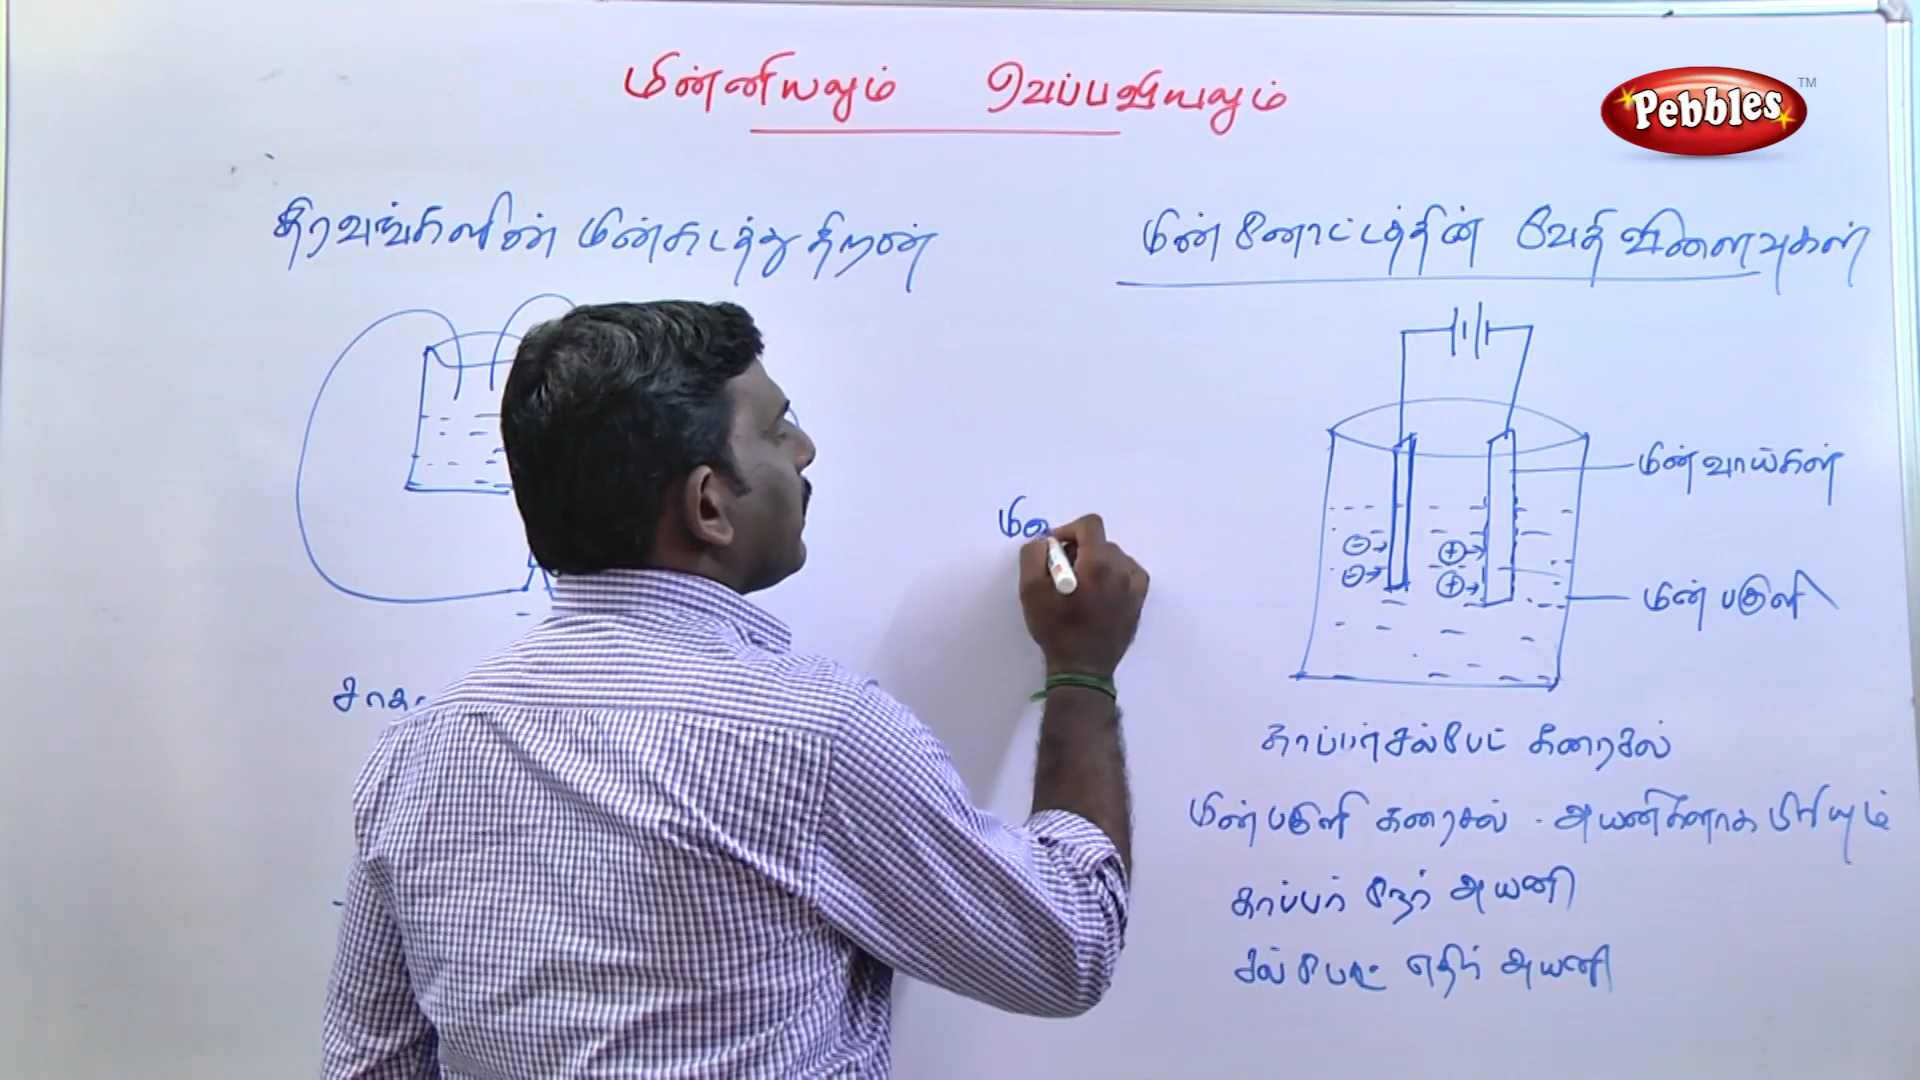 மின்னியலும் வெப்பவியலும்
Pebbles TM
திரவங்களின் மின்கடத்துதிறன்
மின்னோட்டத்தின் வேதிவிளைவுகள்
மின்வாய்கள்
மின்பகுளி
காப்பர்சல்பேட் கரைசல்
மின்பகுளி கரைசல் - அயனிகளாக பிரியும்
காப்பர் நேர் அயனி
சல்பேட் எதிர் அயனி